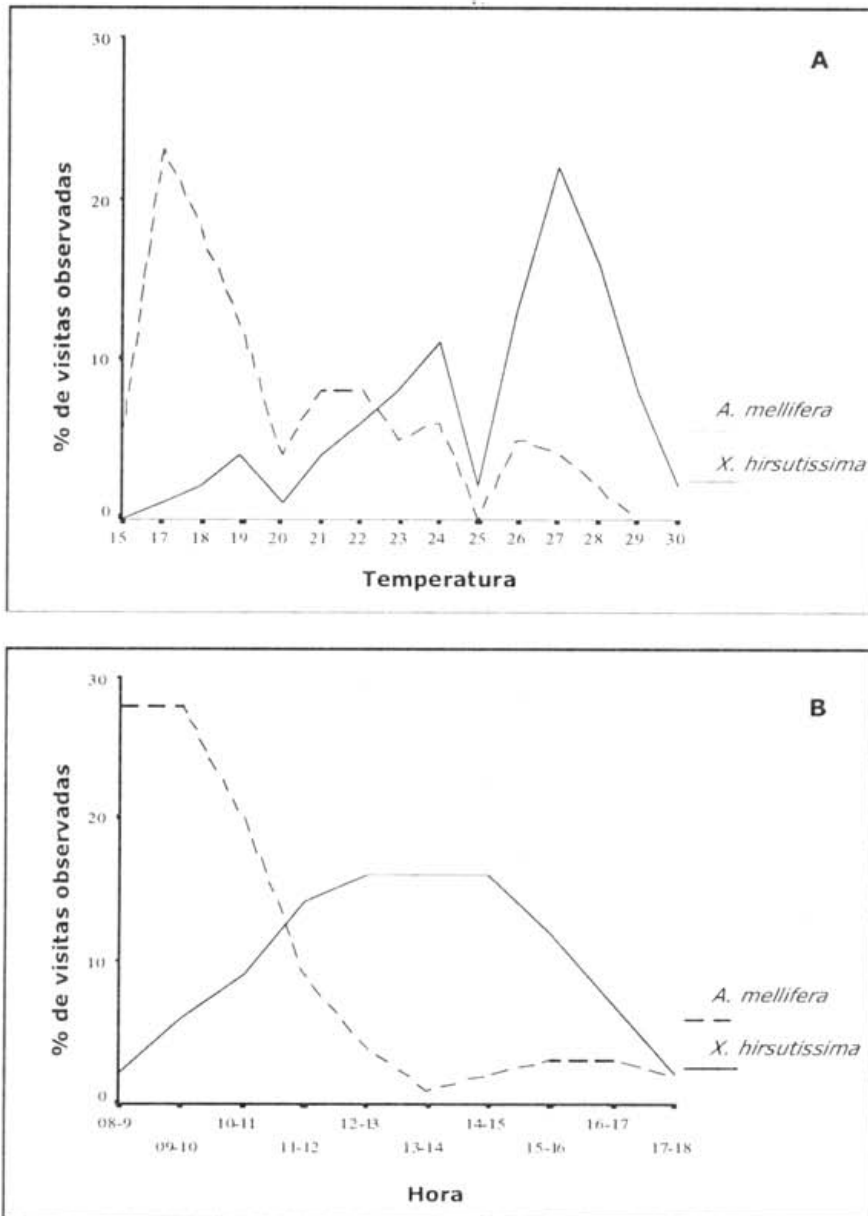 30
A
20
10
0
% de visitas observadas
A. mellifera
X. hirsutissima
15 17 18 19 20 21 22 23 24 25 26 27 28 29 30
Temperatura
30
B
20
10
0
% de visitas observadas
A. mellifera
X. hirsutissima
08-9 10-11 12-13 14-15 16-17
09-10 11-12 13-14 15-16 17-18
Hora